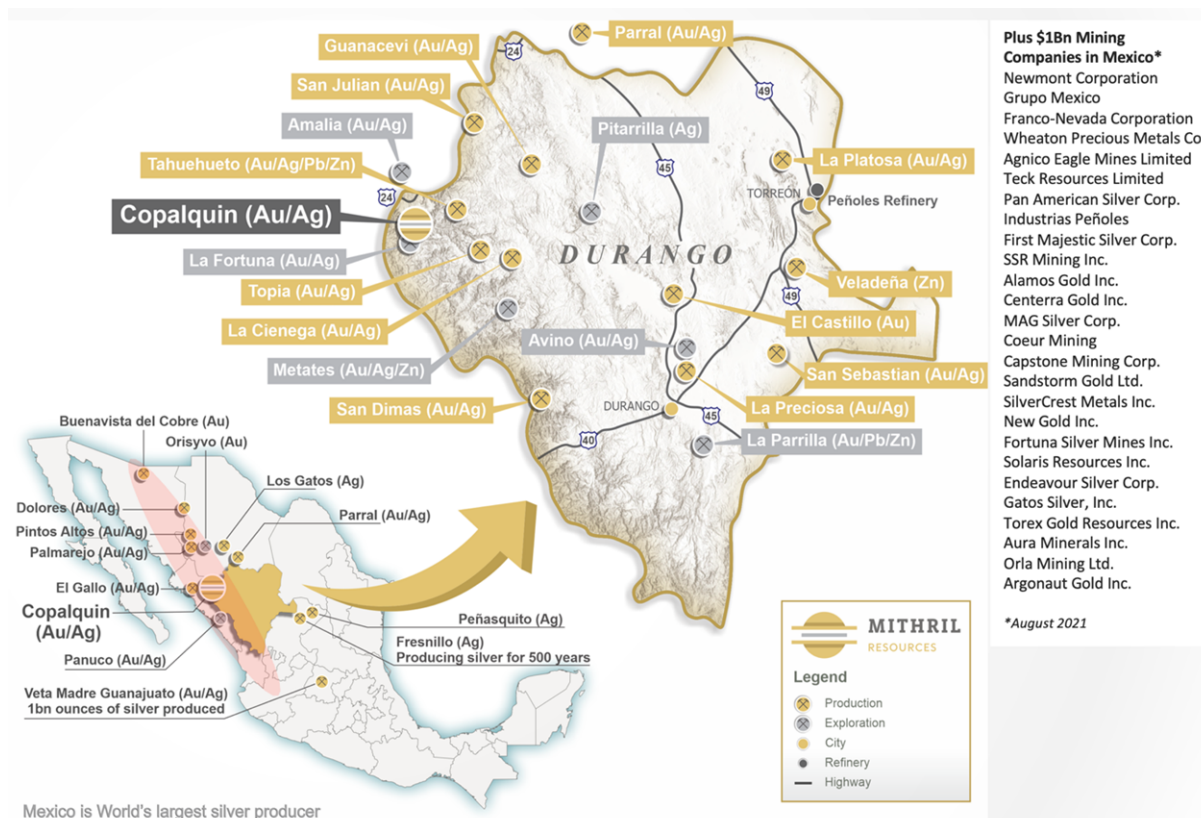 Parral (Au/Ag)
Guanacevi (Au/Ag)
24
San Julian (Au/Ag)
49
Amalia (Au/Ag)
Pitarrilla (Ag)
Tahuehueto (Au/Ag/Pb/Zn)
45
La Platosa (Au/Ag)
24
TORREÓN
Peñoles Refinery
Copalquin (Au/Ag)
La Fortuna (Au/Ag)
DURANGO
Topia (Au/Ag)
Veladeña (Zn)
49
La Cienega (Au/Ag)
El Castillo (Au)
Avino (Au/Ag)
Metates (Au/Ag/Zn)
San Sebastian (Au/Ag)
San Dimas (Au/Ag)
DURANGO
45
La Preciosa (Au/Ag)
40
La Parrilla (Au/Pb/Zn)
Buenavista del Cobre (Au)
Orisyvo (Au)
Los Gatos (Ag)
Dolores (Au/Ag)
Parral (Au/Ag)
Pintos Altos (Au/Ag)
Palmarejo (Au/Ag)
El Gallo (Au/Ag)
Copalquin
(Au/Ag)
Peñasquito (Ag)
Fresnillo (Ag)
Producing silver for 500 years
Panuco (Au/Ag)
Veta Madre Guanajuato (Au/Ag)
1bn ounces of silver produced
Mexico is World's largest silver producer
MITHRIL
RESOURCES
Legend
Production
Exploration
City
Refinery
Highway
Plus $1Bn Mining
Companies in Mexico*
Newmont Corporation
Grupo Mexico
Franco-Nevada Corporation
Wheaton Precious Metals Co
Agnico Eagle Mines Limited
Teck Resources Limited
Pan American Silver Corp.
Industrias Peñoles
First Majestic Silver Corp.
SSR Mining Inc.
Alamos Gold Inc.
Centerra Gold Inc.
MAG Silver Corp.
Coeur Mining
Capstone Mining Corp.
Sandstorm Gold Ltd.
SilverCrest Metals Inc.
New Gold Inc.
Fortuna Silver Mines Inc.
Solaris Resources Inc.
Endeavour Silver Corp.
Gatos Silver, Inc.
Torex Gold Resources Inc.
Aura Minerals Inc.
Orla Mining Ltd.
Argonaut Gold Inc.
*August 2021